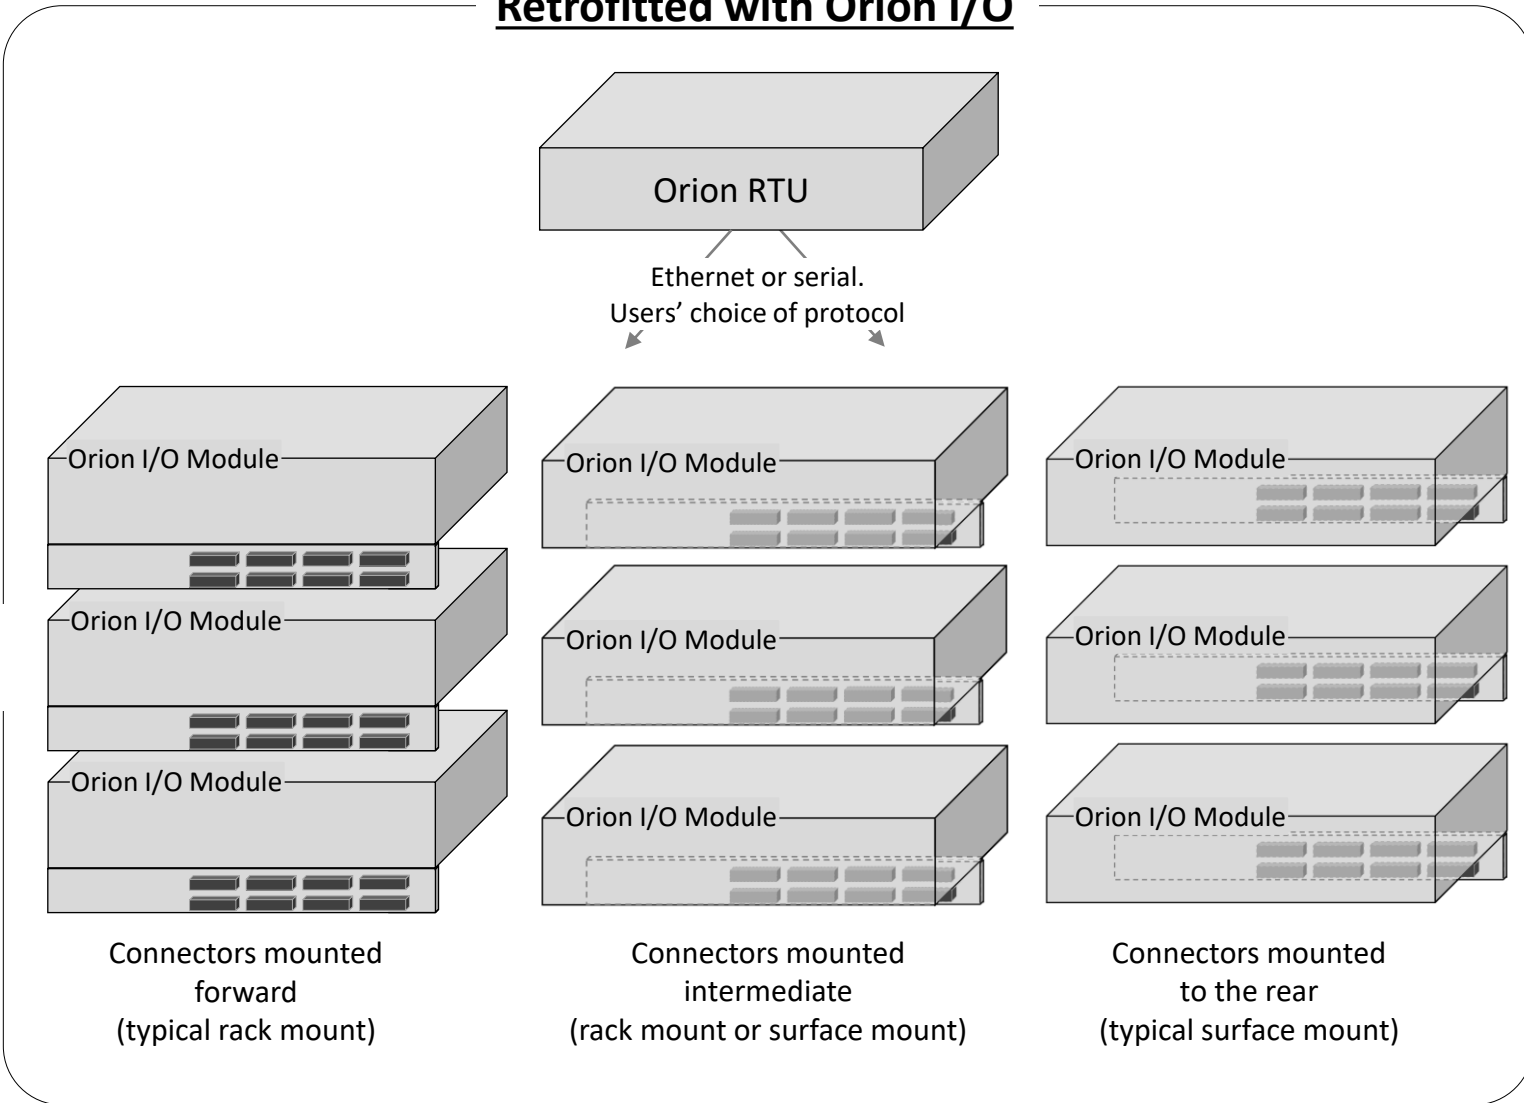 Retrofitted with Orion I/O
Orion RTU
Ethernet or serial.
Users’ choice of protocol
Orion I/O Module
Orion I/O Module
Orion I/O Module
Orion I/O Module
Orion I/O Module
Orion I/O Module
Orion I/O Module
Orion I/O Module
Orion I/O Module
Connectors mounted
forward
(typical rack mount)
Connectors mounted
intermediate
(rack mount or surface mount)
Connectors mounted
to the rear
(typical surface mount)